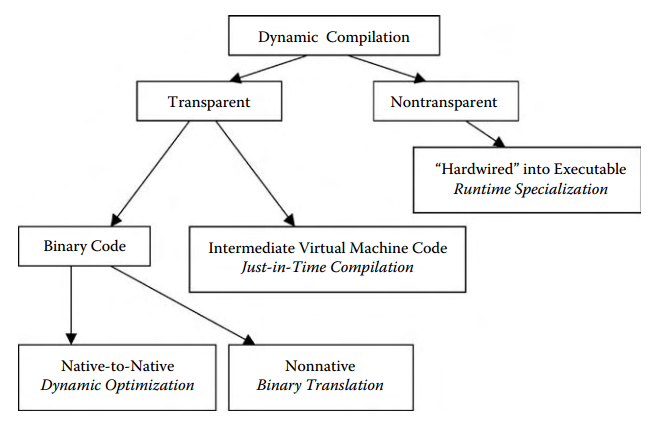 Dynamic Compilation
Transparent
Nontransparent
“Hardwired” into Executable
Runtime Specialization
Binary Code
Intermediate Virtual Machine Code
Just-in-Time Compilation
Native-to-Native
Dynamic Optimization
Nonnative
Binary Translation